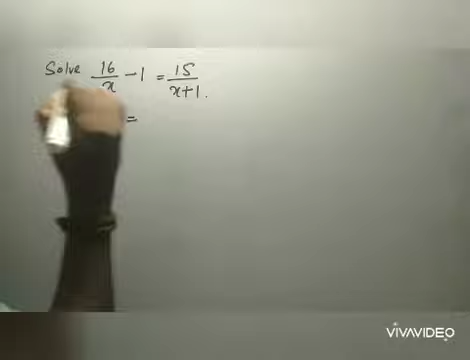 Solve 16/x - 1 = 15/x+1.
=
VIVAVIDEO